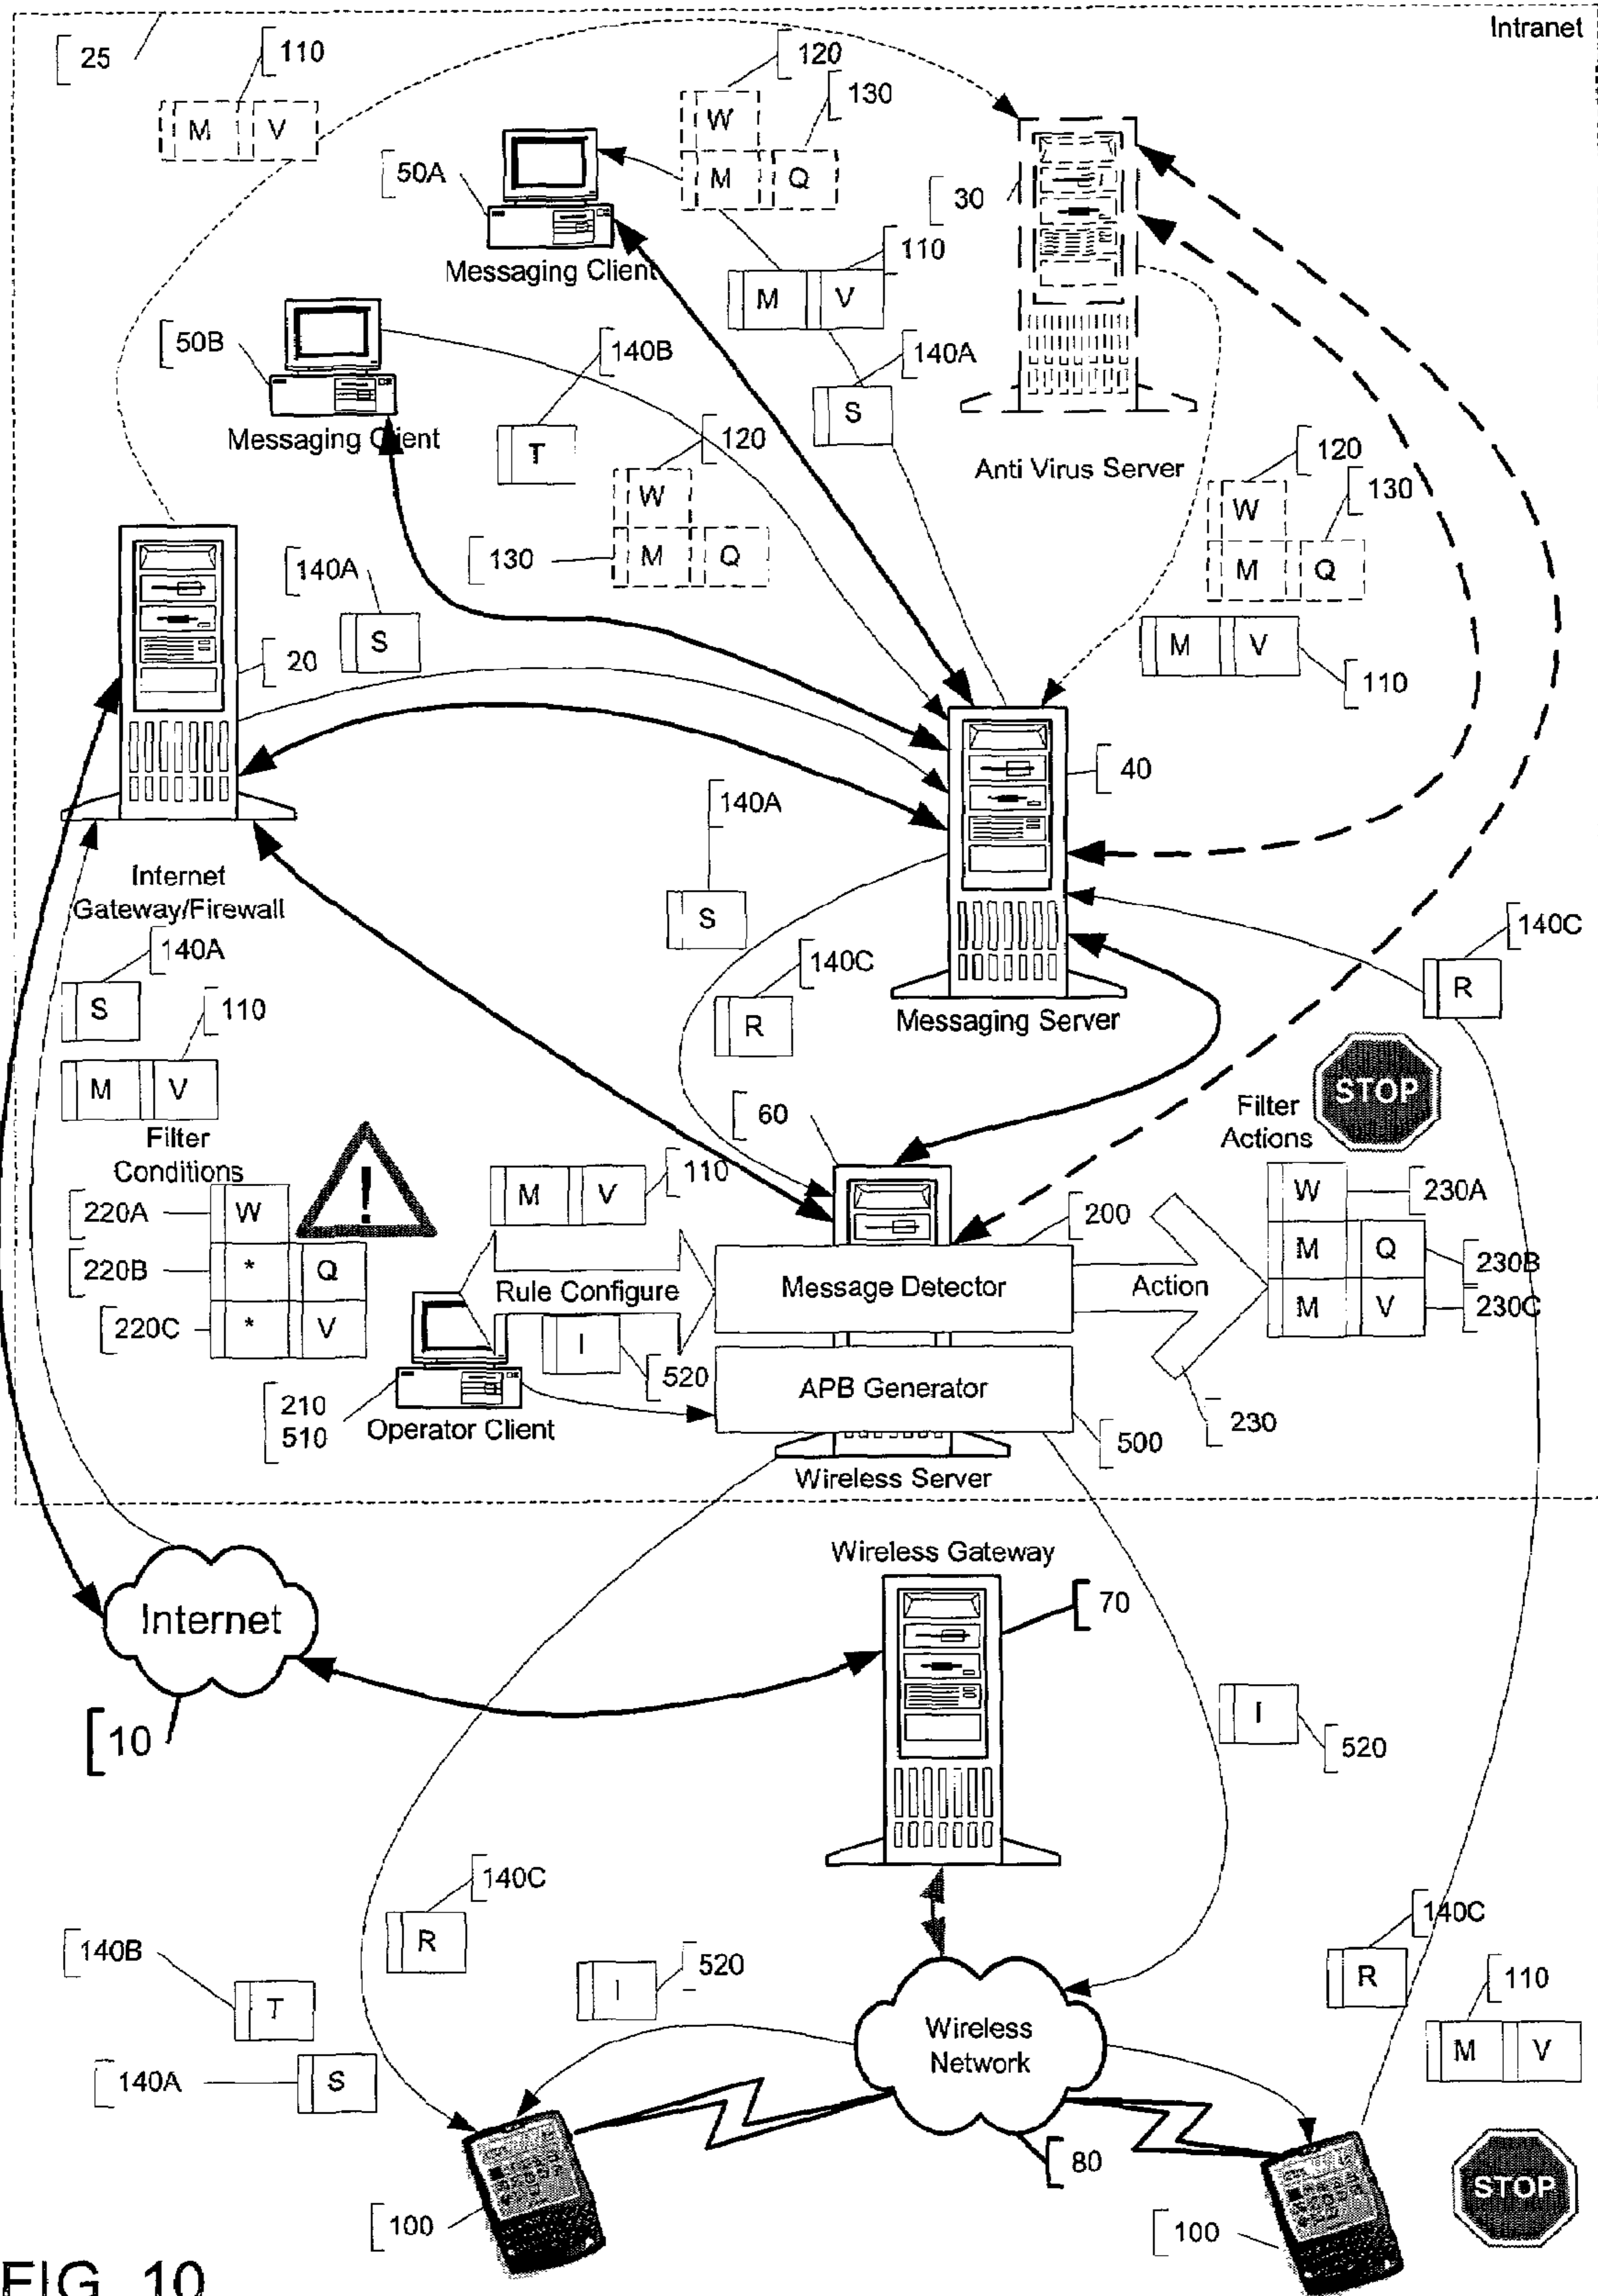 Intranet
25
110
M V
120
130
W
M Q
50A
Messaging Client
30
110
M V
50B
Messaging Client
140B
T
140A
S
Anti Virus Server
120
W
130
M Q
120
130
W
M Q
140A
S
20
M V
110
40
140A
S
Internet
Gateway/Firewall
140A
S
110
M V
140C
R
Messaging Server
140C
R
STOP
Filter
Actions
60
Filter
Conditions
!
220A
W
220B
* Q
220C
* V
M V
110
Rule Configure
I
520
200
Message Detector
Action
W
230A
M Q
230B
M V
230C
230
210
510
Operator Client
APB Generator
500
Wireless Server
Wireless Gateway
70
Internet
10
I
520
140C
R
140B
T
140A
S
I
520
Wireless
Network
80
140C
R
110
M V
100
100
STOP
FIG. 10